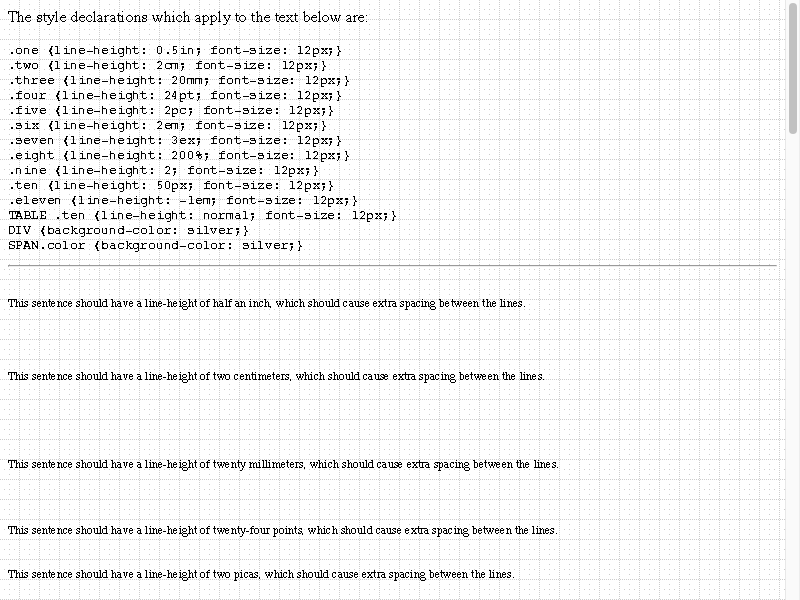 The style declarations which apply to the text below are:
.one {line-height: 0.5in; font-size: 12px;}
.two {line-height: 2cm; font-size: 12px;}
.three {line-height: 20mm; font-size: 12px;}
.four {line-height: 24pt; font-size: 12px;}
.five {line-height: 2pc; font-size: 12px;}
.six {line-height: 2em; font-size: 12px;}
.seven {line-height: 3ex; font-size: 12px;}
.eight {line-height: 200%; font-size: 12px;}
.nine {line-height: 2; font-size: 12px;}
.ten {line-height: 50px; font-size: 12px;}
.eleven {line-height: -1em; font-size: 12px;}
TABLE .ten {line-height: normal; font-size: 12px;}
DIV {background-color: silver;}
SPAN.color {background-color: silver;}
This sentence should have a line-height of half an inch, which should cause extra spacing between the lines.
This sentence should have a line-height of two centimeters, which should cause extra spacing between the lines.
This sentence should have a line-height of twenty millimeters, which should cause extra spacing between the lines.
This sentence should have a line-height of twenty-four points, which should cause extra spacing between the lines.
This sentence should have a line-height of two picas, which should cause extra spacing between the lines.